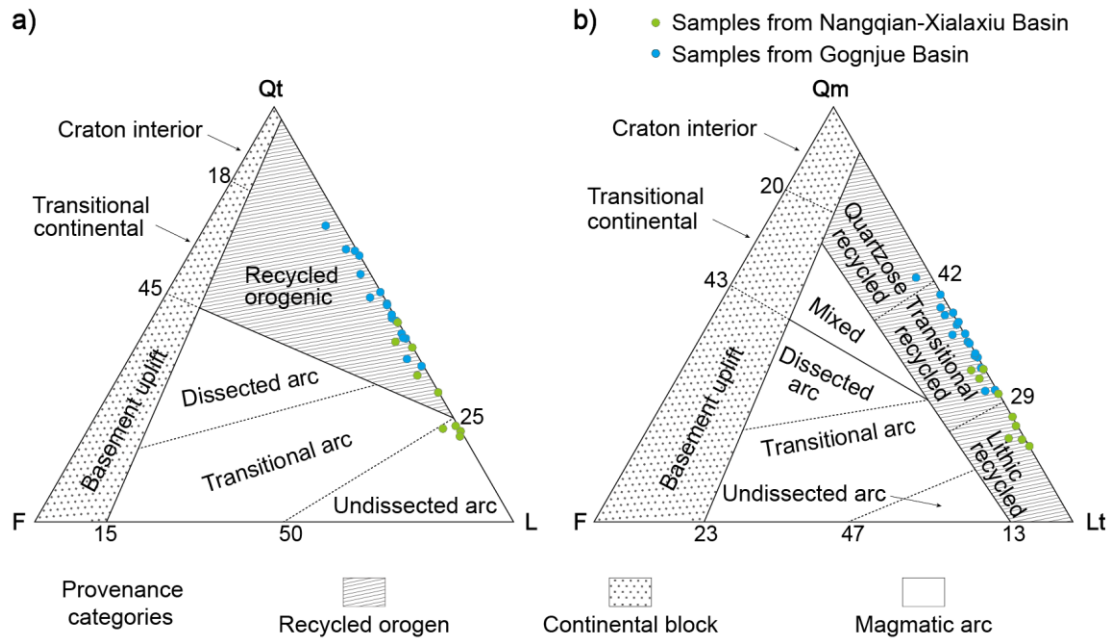 a)
b)
Samples from Nangqian-Xialaxiu Basin
Samples from Gognjue Basin
Qt
Craton interior
18
Transitional
continental
45
Recycled
orogenic
Basement uplift
Dissected arc
25
Transitional arc
Undissected arc
F
L
15
50
Qm
Craton interior
20
Transitional
continental
43
Quartzose
recycled
42
Mixed
Transitional
recycled
Dissected
arc
29
Basement uplift
Transitional arc
Lithic
recycled
Undissected arc
F
Lt
23
47
13
Provenance
categories
Recycled orogen
Continental block
Magmatic arc